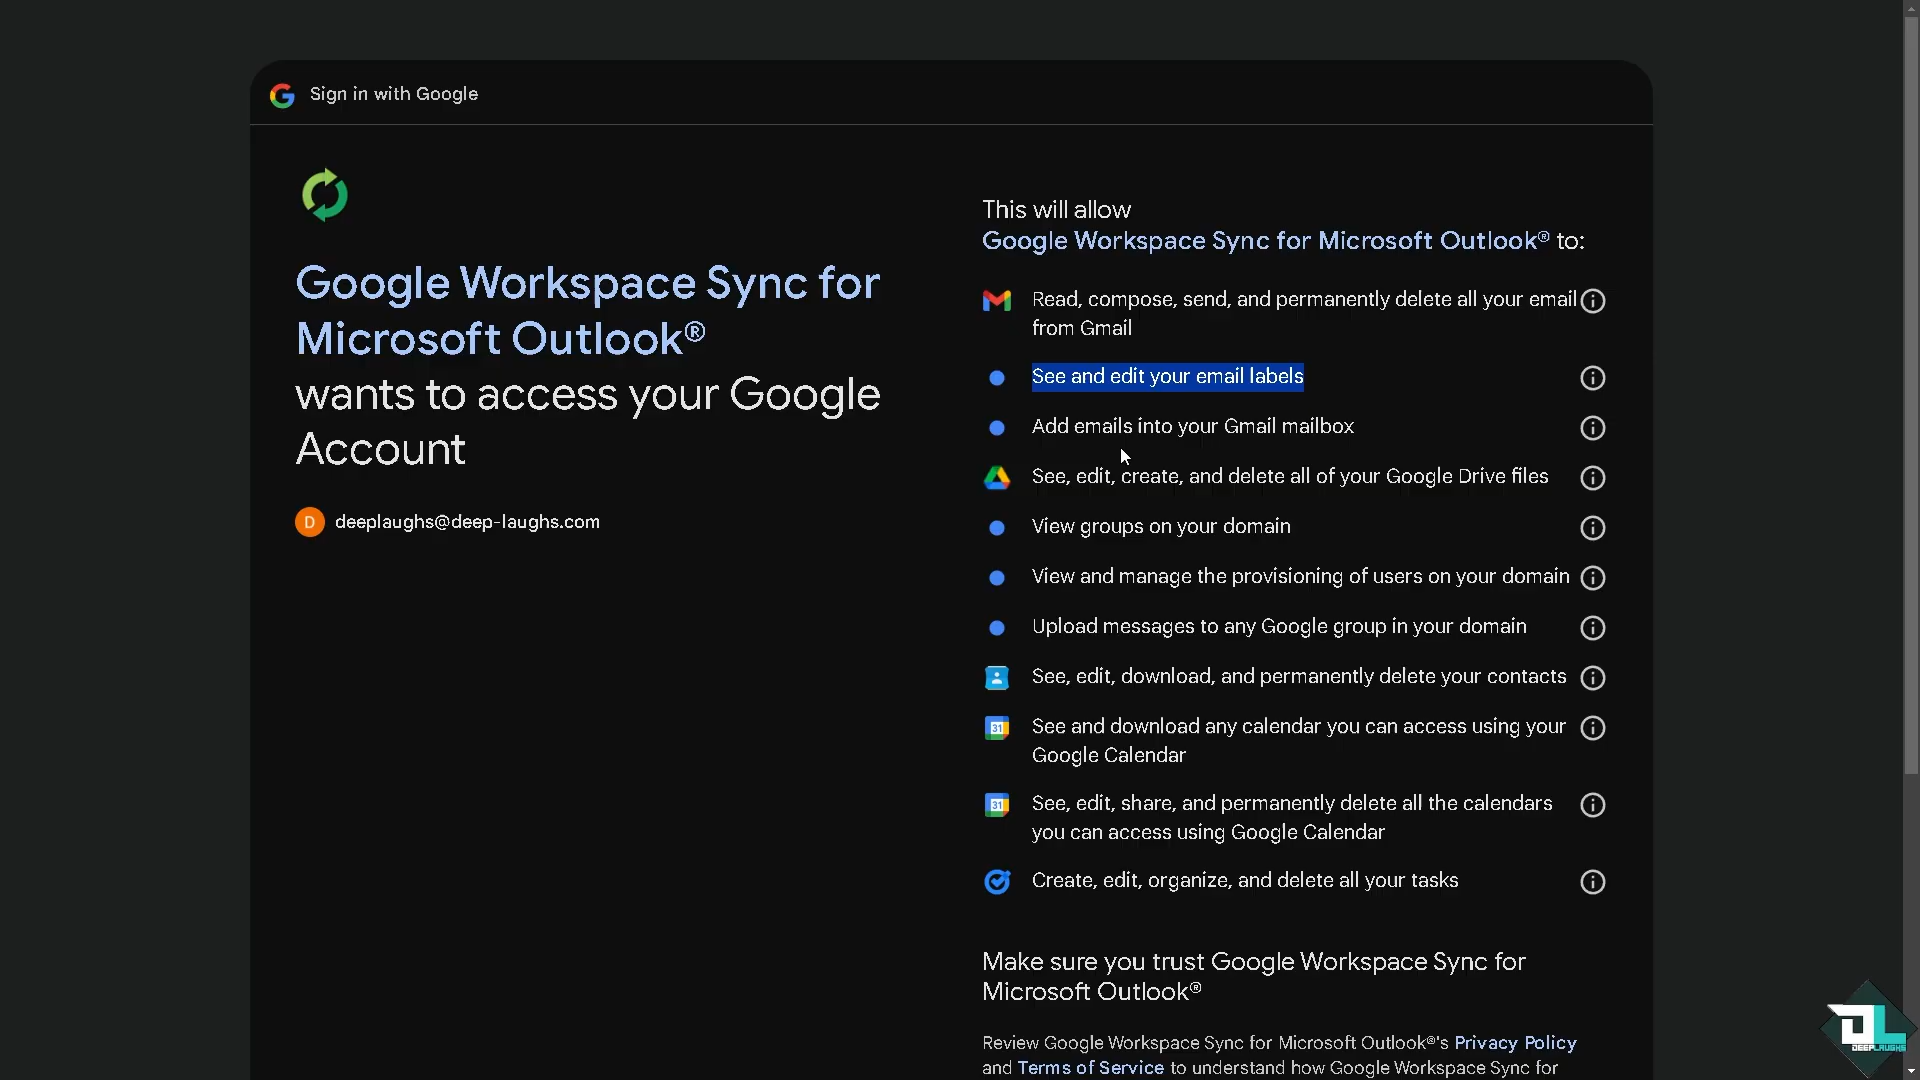 Sign in with Google
Google Workspace Sync for
Microsoft Outlook®
wants to access your Google
Account
D
deeplaughs@deep-laughs.com
This will allow
Google Workspace Sync for Microsoft Outlook® to:
Read, compose, send, and permanently delete all your email
from Gmail
See and edit your email labels
Add emails into your Gmail mailbox
See, edit, create, and delete all of your Google Drive files
View groups on your domain
View and manage the provisioning of users on your domain
Upload messages to any Google group in your domain
See, edit, download, and permanently delete your contacts
31
See and download any calendar you can access using your
Google Calendar
31
See, edit, share, and permanently delete all the calendars
you can access using Google Calendar
Create, edit, organize, and delete all your tasks
Make sure you trust Google Workspace Sync for
Microsoft Outlook®
Review Google Workspace Sync for Microsoft Outlook®'s Privacy Policy
and Terms of Service to understand how Google Workspace Sync for
DL
DEEPLAUGHS